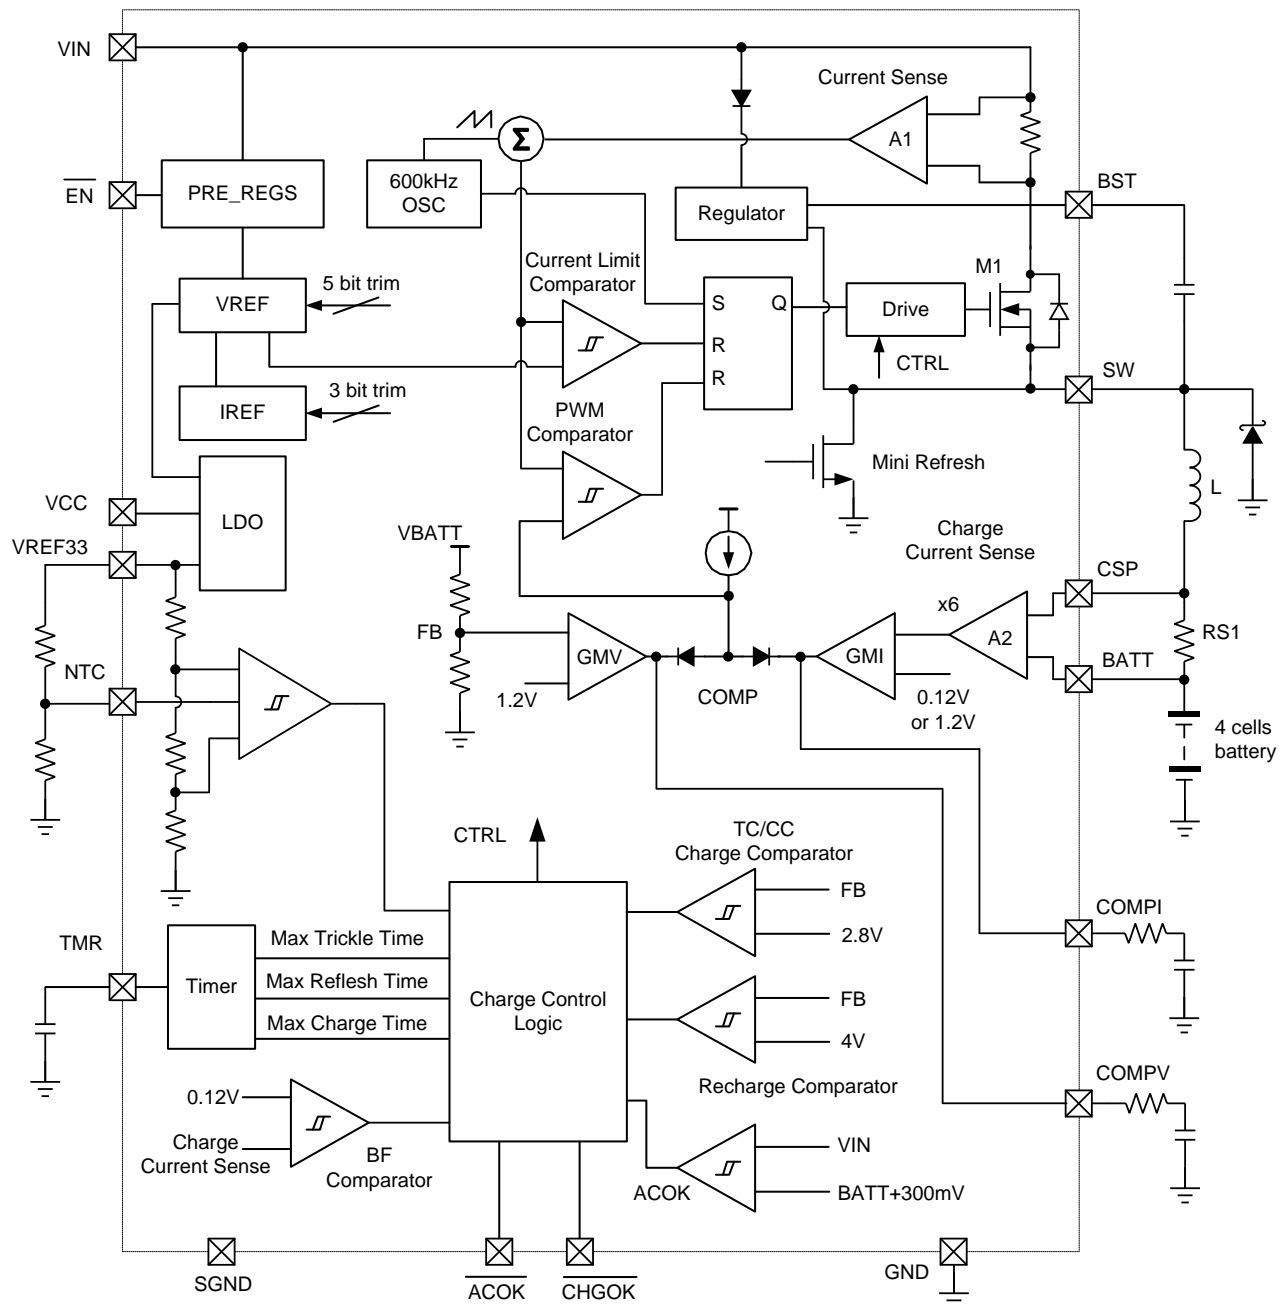 VIN
Current Sense
Σ
A1
600kHz
OSC
EN
PRE_REGS
Regulator
BST
Current Limit
Comparator
M1
VREF
5 bit trim
S
Q
R
R
Drive
CTRL
SW
IREF
3 bit trim
PWM
Comparator
Mini Refresh
L
VCC
LDO
VREF33
VBATT
Charge
Current Sense
CSP
x6
A2
RS1
FB
GMV
GMI
BATT
NTC
1.2V
COMP
0.12V
or 1.2V
4 cells
battery
CTRL
TC/CC
Charge Comparator
FB
2.8V
COMPI
TMR
Timer
Max Trickle Time
Max Reflesh Time
Max Charge Time
Charge Control
Logic
FB
4V
Recharge Comparator
COMPV
0.12V
Charge
Current Sense
BF
Comparator
VIN
ACOK
BATT+300mV
SGND
ACOK
CHGOK
GND